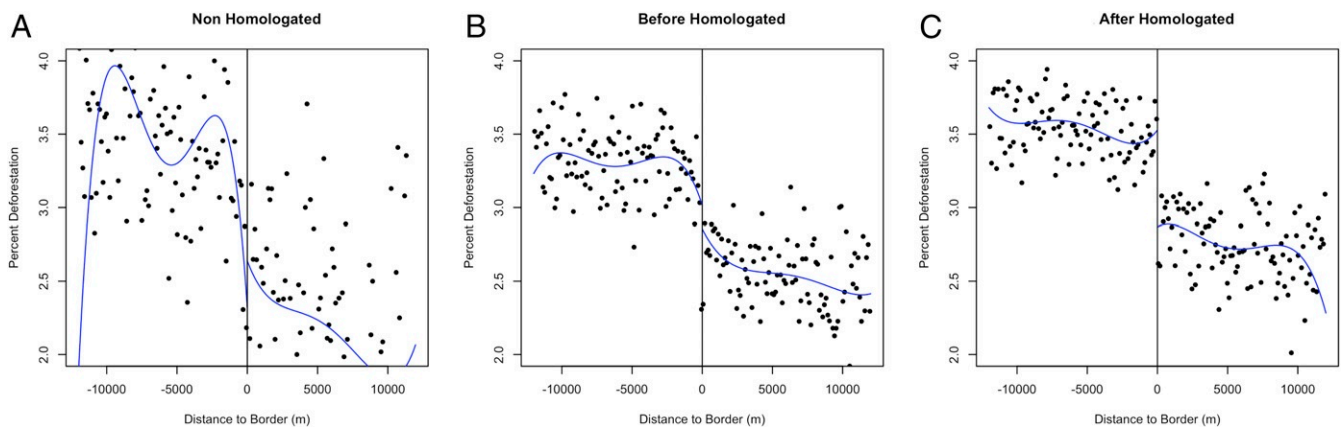 A
Non Homologated
Percent Deforestation
4.0
3.5
3.0
2.5
2.0
-10000 -5000 0 5000 10000
Distance to Border (m)
B
Before Homologated
Percent Deforestation
4.0
3.5
3.0
2.5
2.0
-10000 -5000 0 5000 10000
Distance to Border (m)
C
After Homologated
Percent Deforestation
4.0
3.5
3.0
2.5
2.0
-10000 -5000 0 5000 10000
Distance to Border (m)